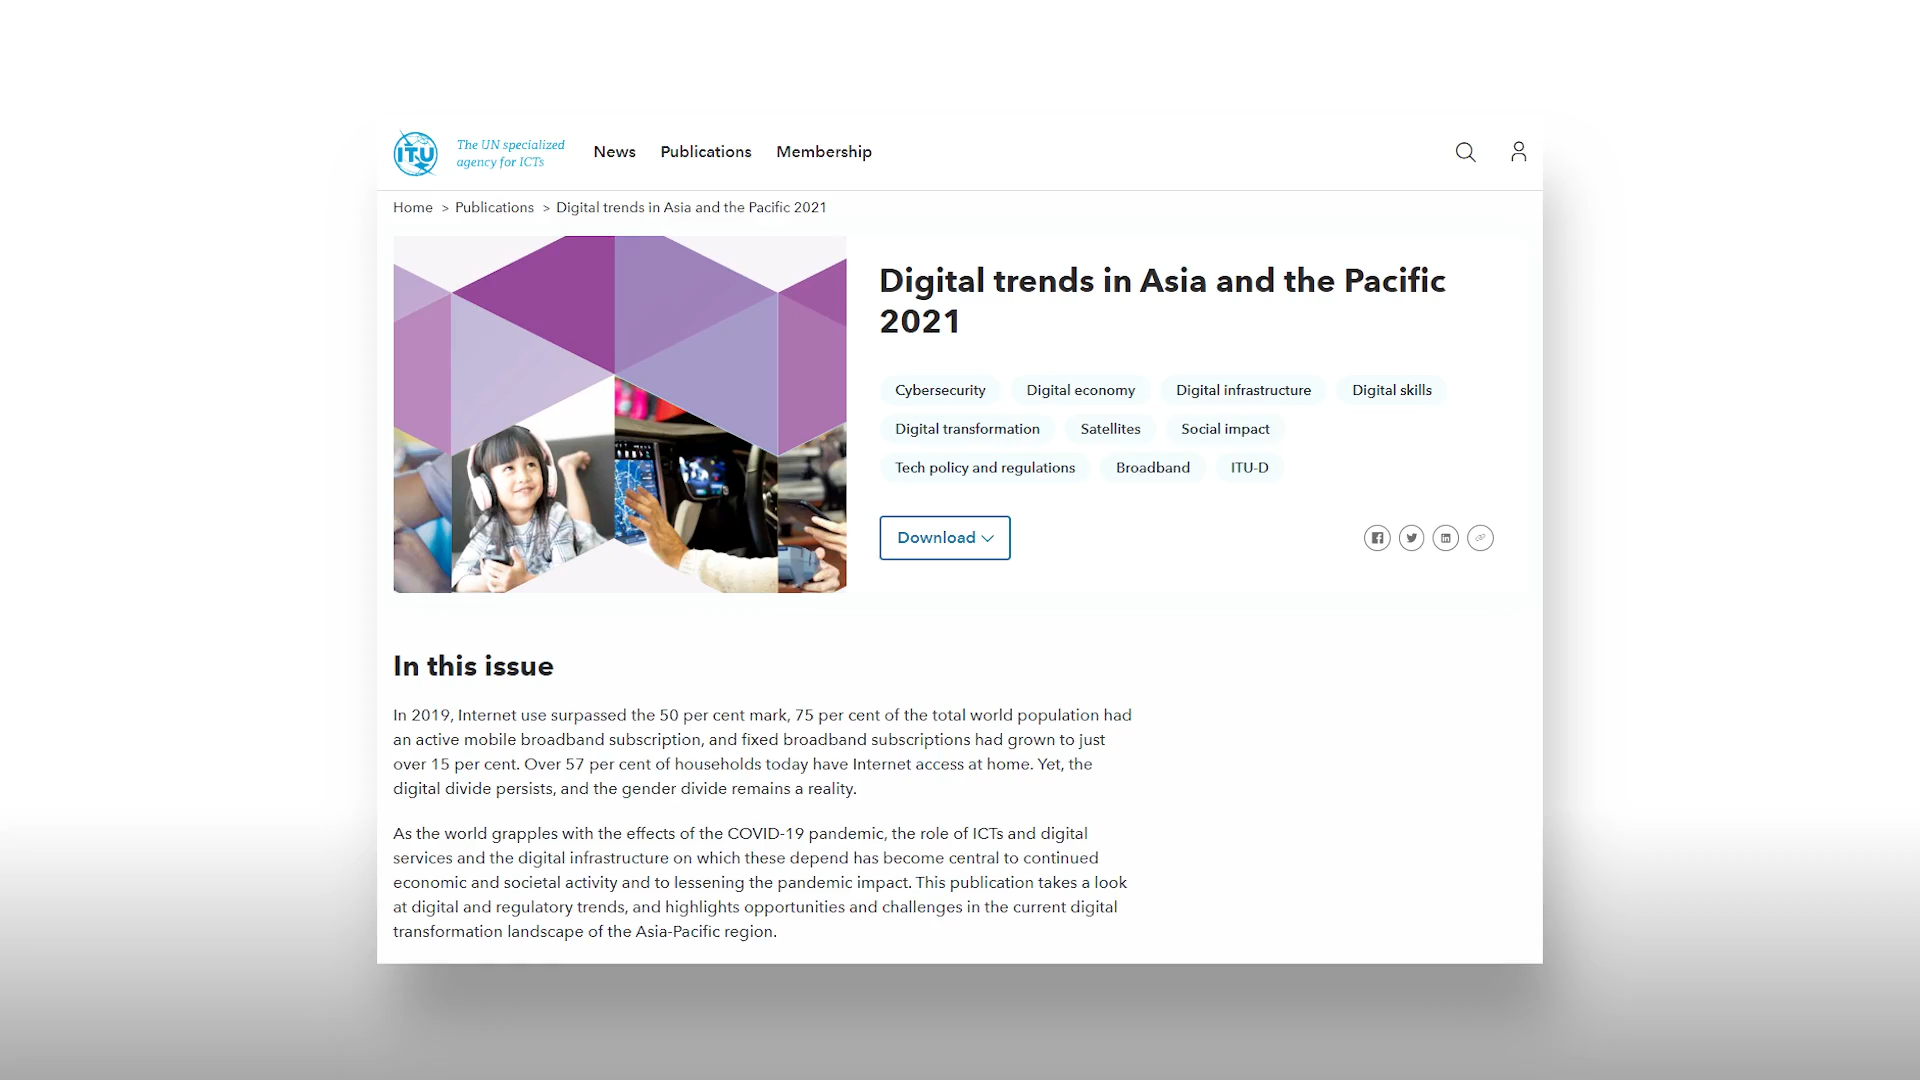 ITU
The UN specialized
agency for ICTs
News Publications Membership
Home > Publications > Digital trends in Asia and the Pacific 2021
Digital trends in Asia and the Pacific
2021
Cybersecurity Digital economy Digital infrastructure Digital skills
Digital transformation Satellites Social impact
Tech policy and regulations Broadband ITU-D
Download
In this issue
In 2019, Internet use surpassed the 50 per cent mark, 75 per cent of the total world population had
an active mobile broadband subscription, and fixed broadband subscriptions had grown to just
over 15 per cent. Over 57 per cent of households today have Internet access at home. Yet, the
digital divide persists, and the gender divide remains a reality.
As the world grapples with the effects of the COVID-19 pandemic, the role of ICTs and digital
services and the digital infrastructure on which these depend has become central to continued
economic and societal activity and to lessening the pandemic impact. This publication takes a look
at digital and regulatory trends, and highlights opportunities and challenges in the current digital
transformation landscape of the Asia-Pacific region.